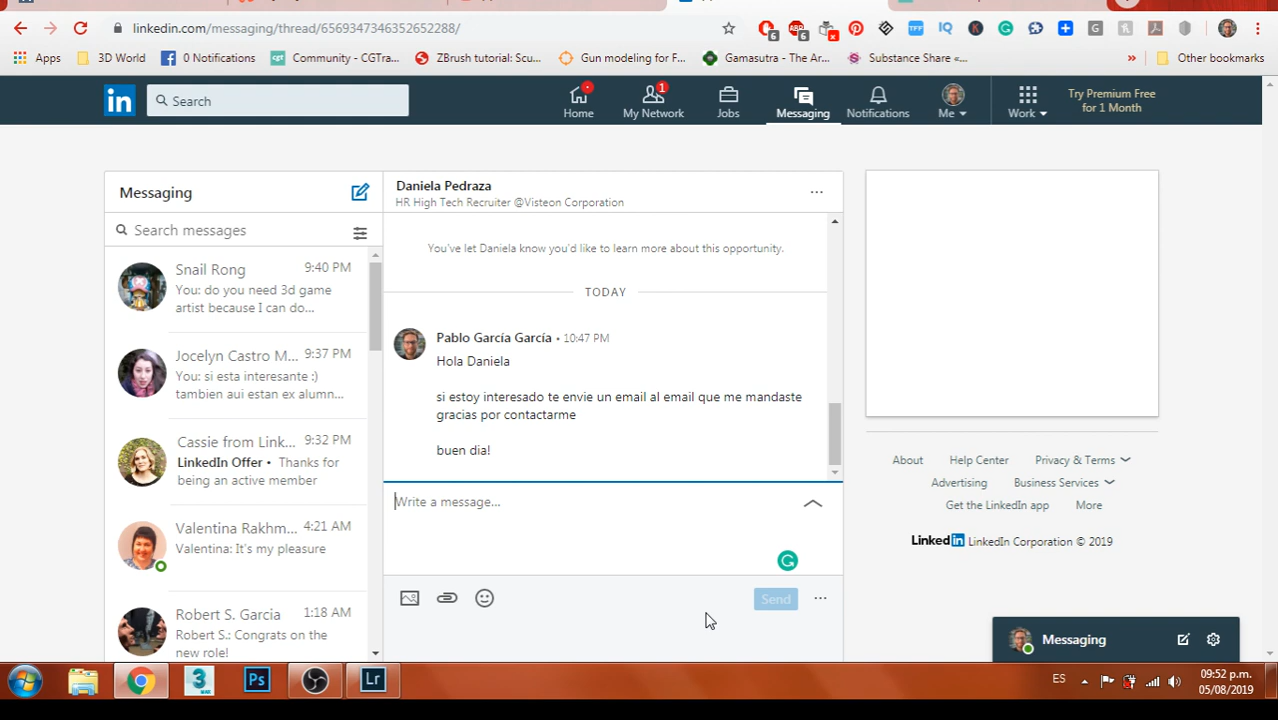 linkedin.com/messaging/thread/6569347346352652288/
Apps
3D World
0 Notifications
Community - CGTra...
ZBrush tutorial: Scu...
Gun modeling for F...
Gamasutra - The Ar...
Substance Share «...
»
Other bookmarks
in
Search
Home
1
My Network
Jobs
Messaging
Notifications
Me
Work
Try Premium Free
for 1 Month
Messaging
Search messages
Snail Rong
9:40 PM
You: do you need 3d game
artist because I can do...
Jocelyn Castro M...
9:37 PM
You: si esta interesante :)
tambien aui estan ex alumn...
Cassie from Link...
9:32 PM
LinkedIn Offer • Thanks for
being an active member
Valentina Rakhm...
4:21 AM
Valentina: It's my pleasure
Robert S. Garcia
1:18 AM
Robert S.: Congrats on the
new role!
Daniela Pedraza
HR High Tech Recruiter @Visteon Corporation
You've let Daniela know you'd like to learn more about this opportunity.
TODAY
Pablo García García • 10:47 PM
Hola Daniela
si estoy interesado te envie un email al email que me mandaste
gracias por contactarme
buen dia!
Write a message...
Send
About Help Center Privacy & Terms
Advertising Business Services
Get the LinkedIn app More
LinkedIn LinkedIn Corporation © 2019
Messaging
3
Ps
Lr
ES
09:52 p.m.
05/08/2019